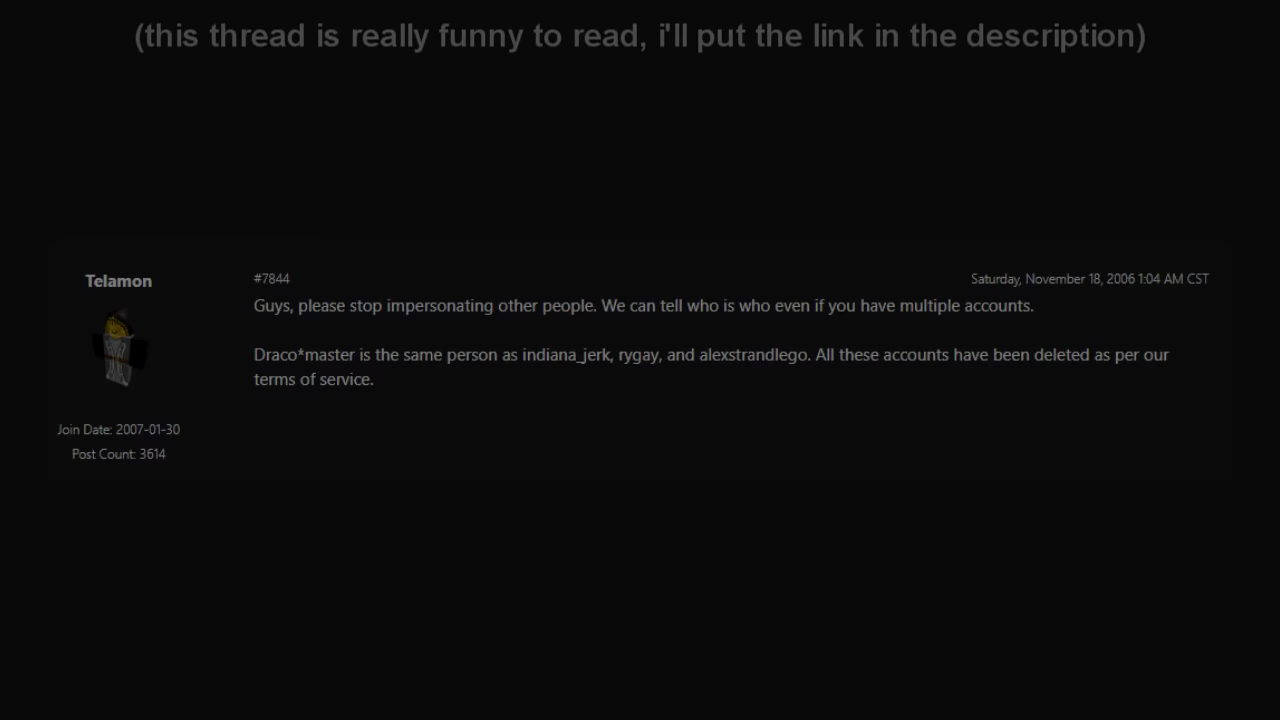 (this thread is really funny to read, i'll put the link in the description)
Telamon
#7844
Saturday, November 18, 2006 1:04 AM CST
Guys, please stop impersonating other people. We can tell who is who even if you have multiple accounts.
Draco*master is the same person as indiana_jerk, rygay, and alexstrandlego. All these accounts have been deleted as per our
terms of service.
Join Date: 2007-01-30
Post Count: 3614